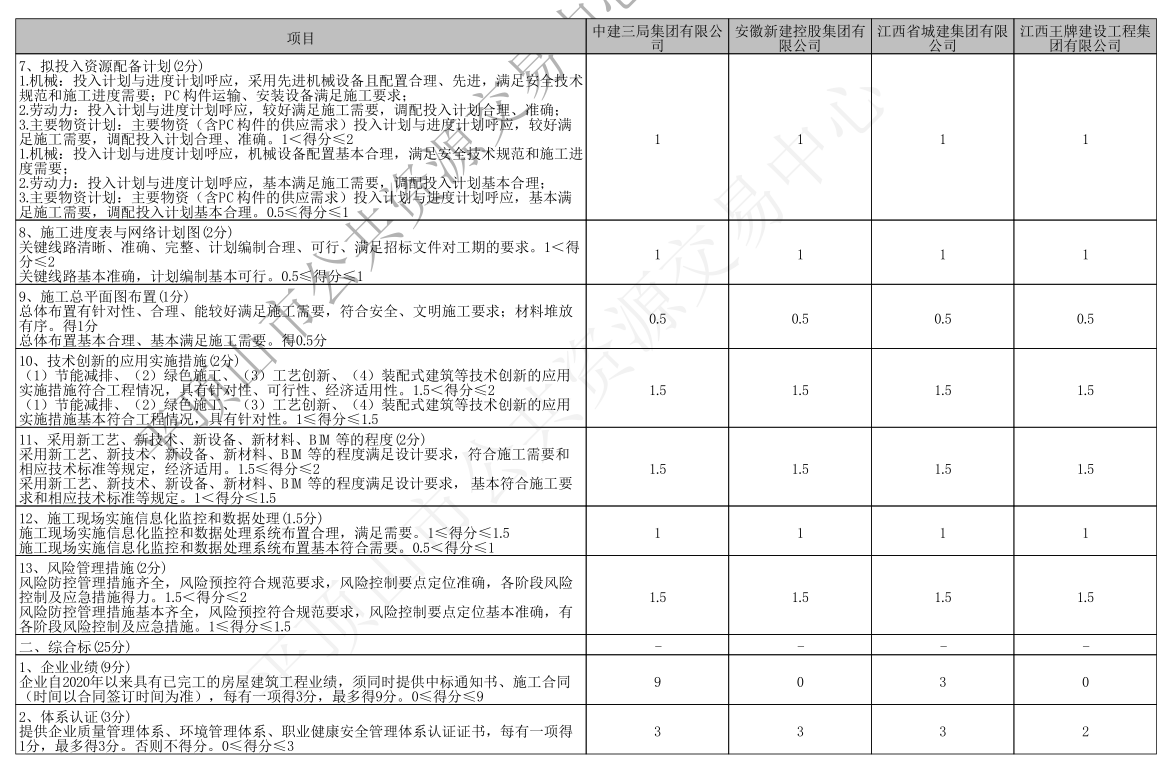 项目
中建三局集团有限公
司
安徽新建控股集团有
限公司
江西省城建集团有限
公司
江西王牌建设工程集
团有限公司
7、拟投入资源配备计划(2分)
1.机械：投入计划与进度计划呼应，采用先进机械设备且配置合理、先进，满足安全技术
规范和施工进度需要；PC构件运输、安装设备满足施工要求；
2.劳动力：投入计划与进度计划呼应，较好满足施工需要，调配投入计划合理、准确；
3.主要物资计划：主要物资（含PC构件的供应需求）投入计划与进度计划呼应，较好满
足施工需要，调配投入计划合理、准确。1＜得分≤2
1.机械：投入计划与进度计划呼应，机械设备配置基本合理，满足安全技术规范和施工进
度需要；
2.劳动力：投入计划与进度计划呼应，基本满足施工需要，调配投入计划基本合理；
3.主要物资计划：主要物资（含PC构件的供应需求）投入计划与进度计划呼应，基本满
足施工需要，调配投入计划基本合理。0.5≤得分≤1
1 1 1 1
8、施工进度表与网络计划图(2分)
关键线路清晰、准确、完整、计划编制合理、可行、满足招标文件对工期的要求。1＜得
分≤2
关键线路基本准确，计划编制基本可行。0.5≤得分≤1
1 1 1 1
9、施工总平面图布置(1分)
总体布置有针对性、合理、能较好满足施工需要，符合安全、文明施工要求；材料堆放
有序。得1分
总体布置基本合理、基本满足施工需要。得0.5分
0.5 0.5 0.5 0.5
10、技术创新的应用实施措施(2分)
（1）节能减排、（2）绿色施工、（3）工艺创新、（4）装配式建筑等技术创新的应用
实施措施符合工程情况，具有针对性、可行性、经济适用性。1.5＜得分≤2
（1）节能减排、（2）绿色施工、（3）工艺创新、（4）装配式建筑等技术创新的应用
实施措施基本符合工程情况，具有针对性。1≤得分≤1.5
1.5 1.5 1.5 1.5
11、采用新工艺、新技术、新设备、新材料、BIM 等的程度(2分)
采用新工艺、新技术、新设备、新材料、BIM 等的程度满足设计要求，符合施工需要和
相应技术标准等规定，经济适用。1.5≤得分≤2
采用新工艺、新技术、新设备、新材料、BIM 等的程度满足设计要求， 基本符合施工要
求和相应技术标准等规定。1＜得分≤1.5
1.5 1.5 1.5 1.5
12、施工现场实施信息化监控和数据处理(1.5分)
施工现场实施信息化监控和数据处理系统布置合理，满足需要。1≤得分≤1.5
施工现场实施信息化监控和数据处理系统布置基本符合需要。0.5＜得分≤1
1 1 1 1
13、风险管理措施(2分)
风险防控管理措施齐全，风险预控符合规范要求，风险控制要点定位准确，各阶段风险
控制及应急措施得力。1.5＜得分≤2
风险防控管理措施基本齐全，风险预控符合规范要求，风险控制要点定位基本准确，有
各阶段风险控制及应急措施。1≤得分≤1.5
1.5 1.5 1.5 1.5
二、综合标(25分)
– – – –
1、企业业绩(9分)
企业自2020年以来具有已完工的房屋建筑工程业绩，须同时提供中标通知书、施工合同
（时间以合同签订时间为准），每有一项得3分，最多得9分。0≤得分≤9
9 0 3 0
2、体系认证(3分)
提供企业质量管理体系、环境管理体系、职业健康安全管理体系认证证书，每有一项得
1分，最多得3分。否则不得分。0≤得分≤3
3 3 3 2
平顶山市公共资源交易中心
平顶山市公共资源交易中心